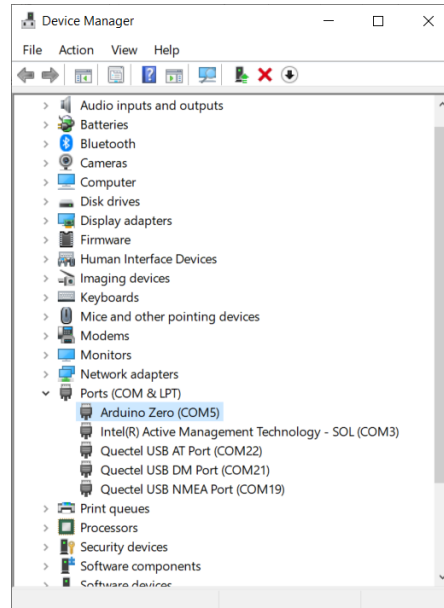 Device Manager
File Action View Help
Audio inputs and outputs
Batteries
Bluetooth
Cameras
Computer
Disk drives
Display adapters
Firmware
Human Interface Devices
Imaging devices
Keyboards
Mice and other pointing devices
Modems
Monitors
Network adapters
Ports (COM & LPT)
Arduino Zero (COM5)
Intel(R) Active Management Technology - SOL (COM3)
Quectel USB AT Port (COM22)
Quectel USB DM Port (COM21)
Quectel USB NMEA Port (COM19)
Print queues
Processors
Security devices
Software components
Software devices